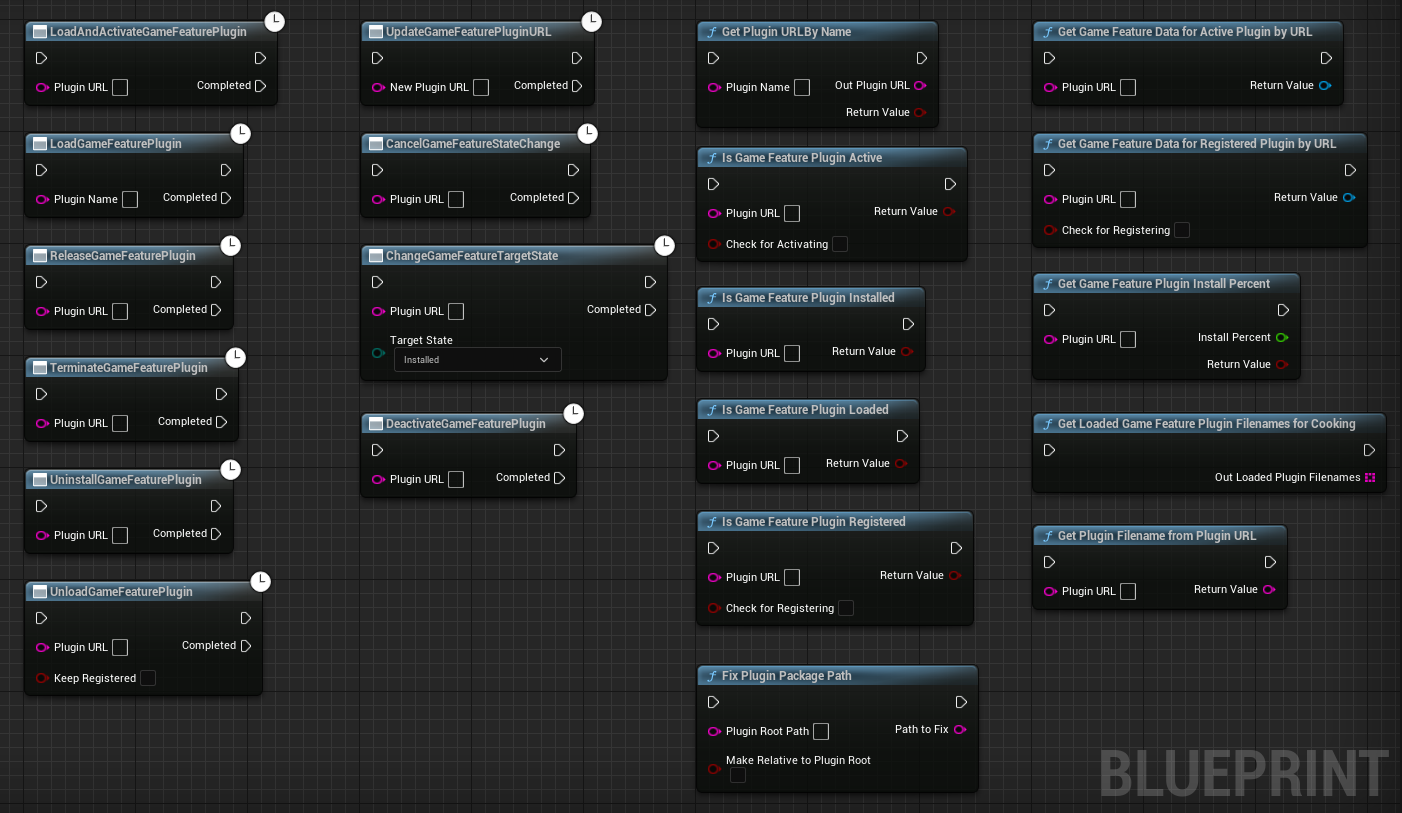 LoadAndActivateGameFeaturePlugin
Plugin URL
Completed
LoadGameFeaturePlugin
Plugin Name
Completed
ReleaseGameFeaturePlugin
Plugin URL
Completed
TerminateGameFeaturePlugin
Plugin URL
Completed
UninstallGameFeaturePlugin
Plugin URL
Completed
UnloadGameFeaturePlugin
Plugin URL
Completed
Keep Registered
UpdateGameFeaturePluginURL
New Plugin URL
Completed
CancelGameFeatureStateChange
Plugin URL
Completed
ChangeGameFeatureTargetState
Plugin URL
Completed
Target State
Installed
DeactivateGameFeaturePlugin
Plugin URL
Completed
Get Plugin URLBy Name
Plugin Name
Out Plugin URL
Return Value
Is Game Feature Plugin Active
Plugin URL
Return Value
Check for Activating
Is Game Feature Plugin Installed
Plugin URL
Return Value
Is Game Feature Plugin Loaded
Plugin URL
Return Value
Is Game Feature Plugin Registered
Plugin URL
Return Value
Check for Registering
Fix Plugin Package Path
Plugin Root Path
Path to Fix
Make Relative to Plugin Root
Get Game Feature Data for Active Plugin by URL
Plugin URL
Return Value
Get Game Feature Data for Registered Plugin by URL
Plugin URL
Return Value
Check for Registering
Get Game Feature Plugin Install Percent
Plugin URL
Install Percent
Return Value
Get Loaded Game Feature Plugin Filenames for Cooking
Out Loaded Plugin Filenames
Get Plugin Filename from Plugin URL
Plugin URL
Return Value
BLUEPRINT